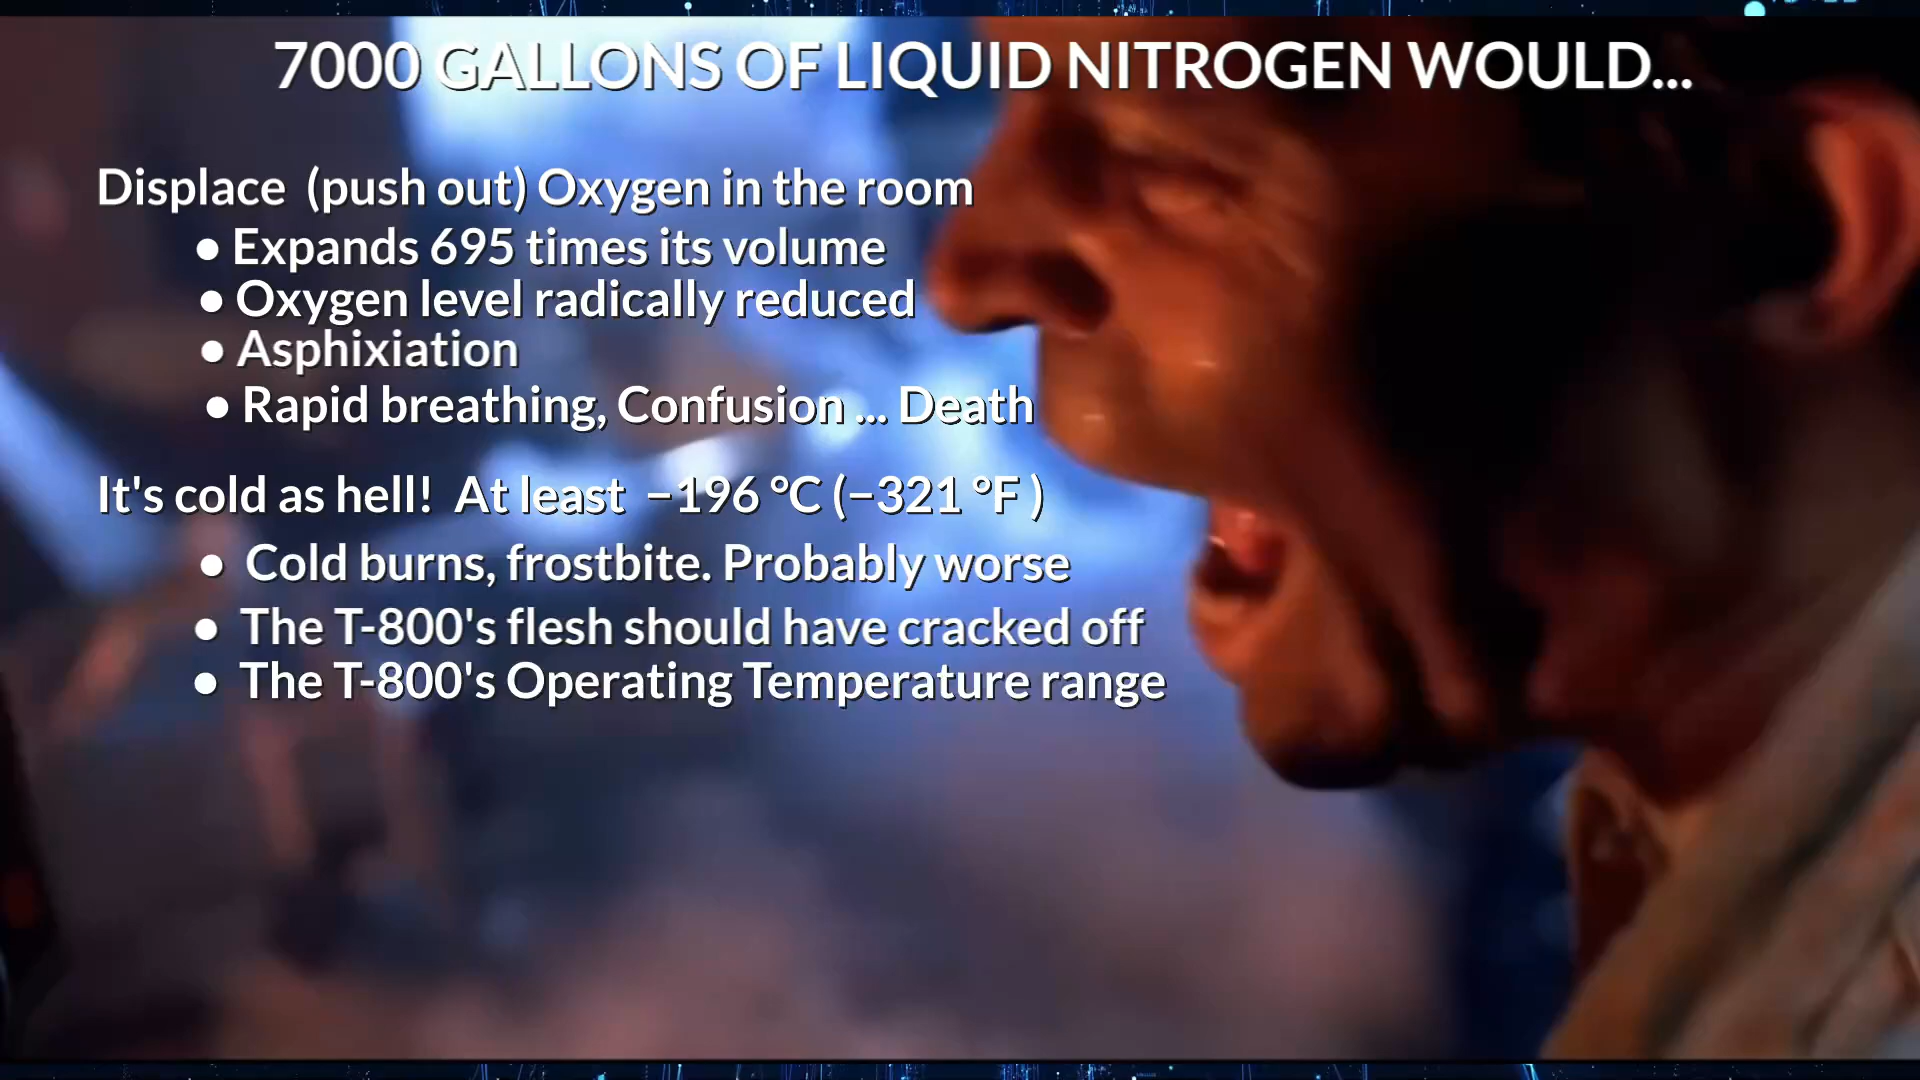 7000 GALLONS OF LIQUID NITROGEN WOULD...
Displace (push out) Oxygen in the room
● Expands 695 times its volume
● Oxygen level radically reduced
● Asphixiation
● Rapid breathing, Confusion ... Death
It's cold as hell! At least −196 °C (−321 °F )
● Cold burns, frostbite. Probably worse
● The T-800's flesh should have cracked off
● The T-800's Operating Temperature range